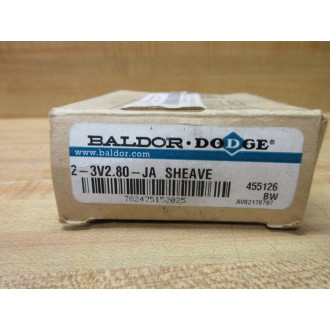 BALDOR·DODGE®
www.baldor.com
2-3V2.80-JA SHEAVE
455126
BW
782475152025